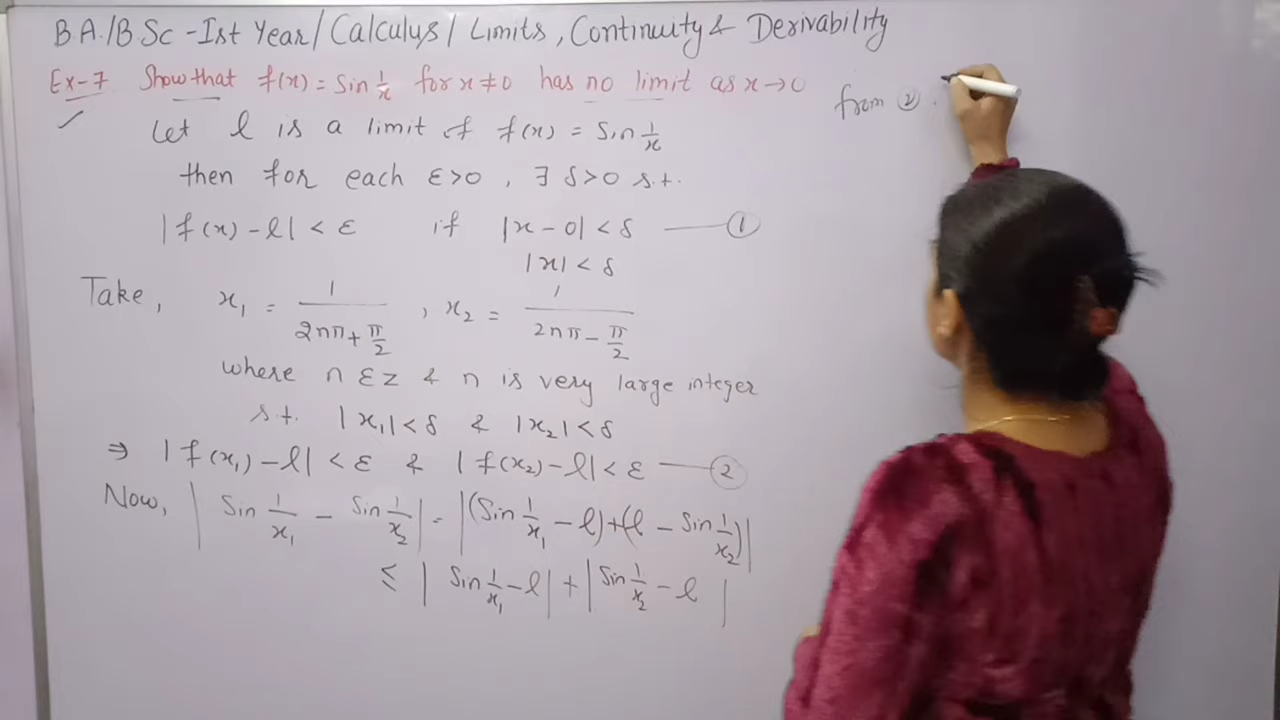 B.A./B.Sc - Ist Year / Calculus / Limits, Continuity & Derivability
Ex-7 Show that f(x) = Sin 1/x for x ≠ 0 has no limit as x → 0
Let l is a limit of f(x) = Sin 1/x
then for each ε > 0, ∃ δ > 0 s.t.
|f(x) - l| < ε if |x - 0| < δ —— ①
|x| < δ
Take, x₁ = 1/(2nπ + π/2), x₂ = 1/(2nπ - π/2)
where n ε z & n is very large integer
s.t. |x₁| < δ & |x₂| < δ
⇒ |f(x₁) - l| < ε & |f(x₂) - l| < ε —— ②
Now, |Sin 1/x₁ - Sin 1/x₂| = |(Sin 1/x₁ - l) + (l - Sin 1/x₂)|
≤ |Sin 1/x₁ - l| + |Sin 1/x₂ - l|
from ②